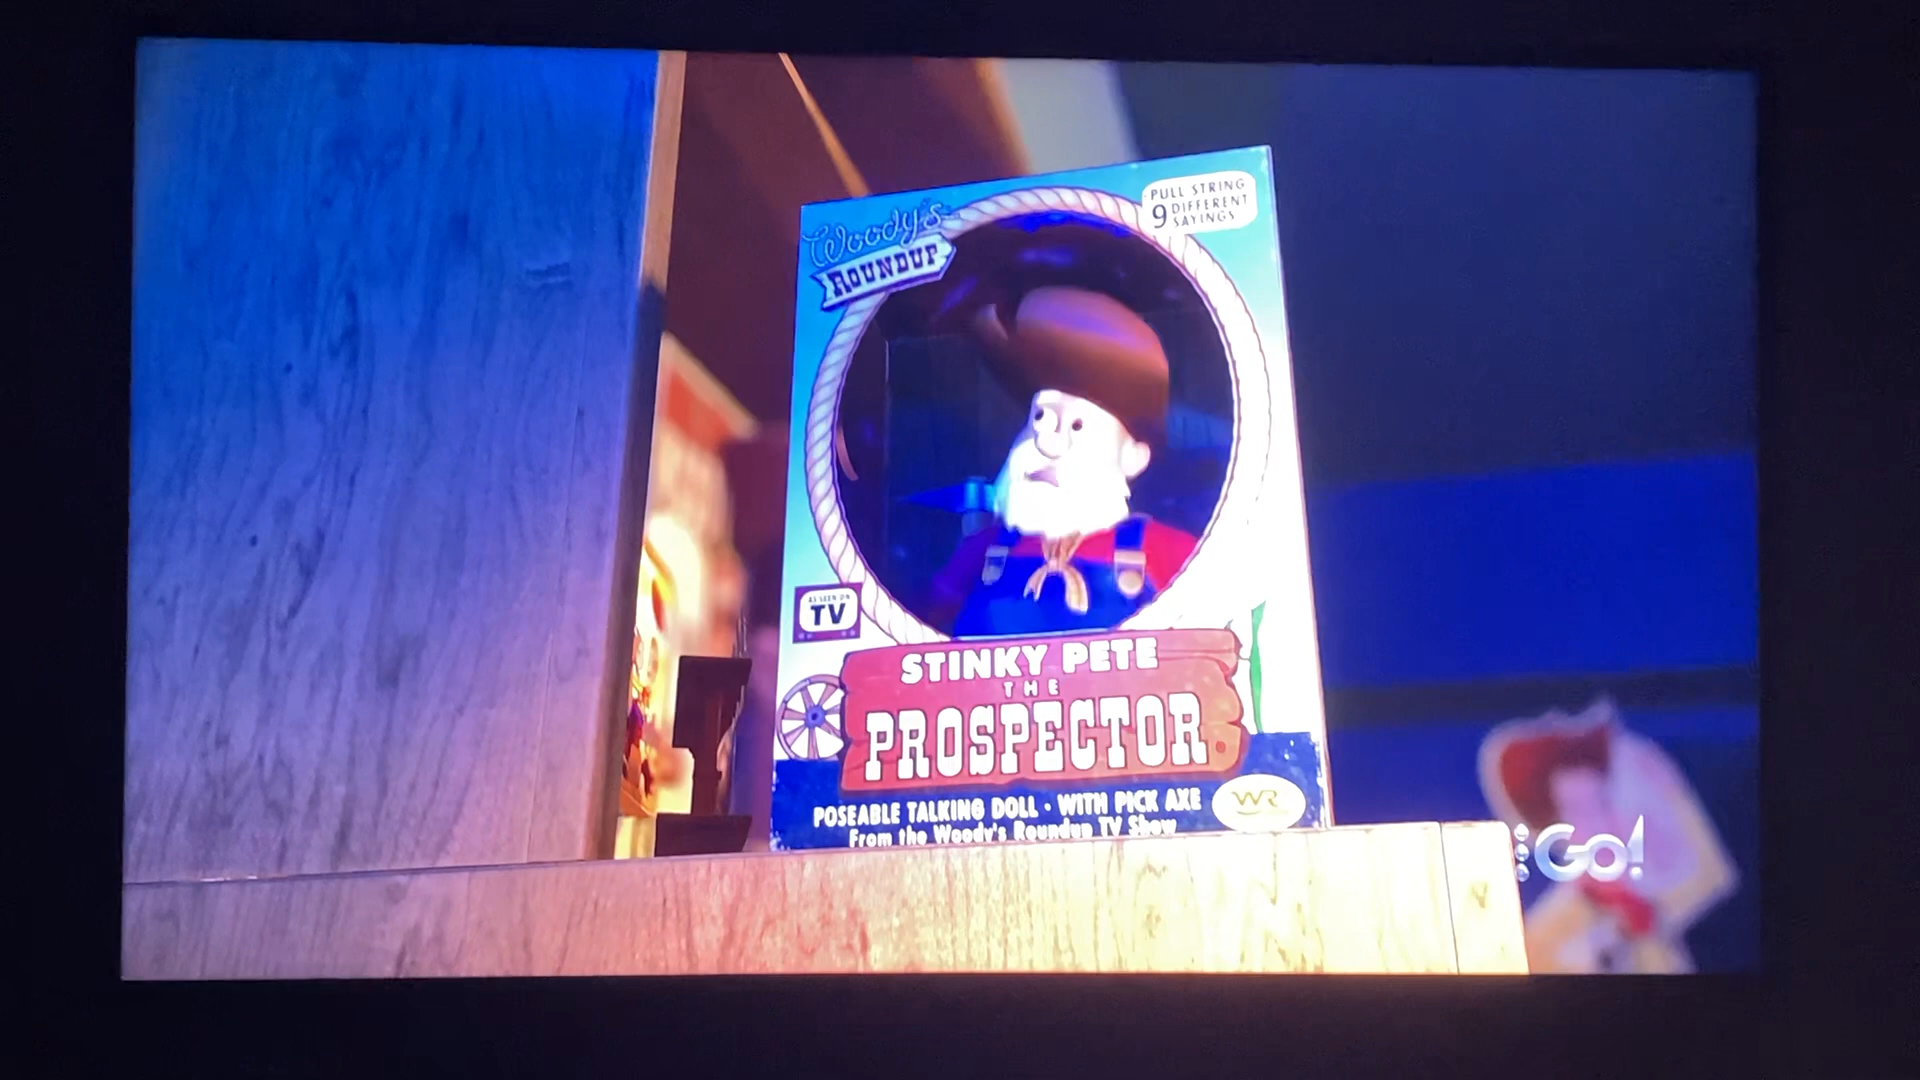 Woody's
ROUNDUP
PULL STRING
9 DIFFERENT
SAYINGS
AS SEEN ON
TV
STINKY PETE
THE
PROSPECTOR
POSEABLE TALKING DOLL · WITH PICK AXE
From the Woody's Roundup TV Show
WR
Go!